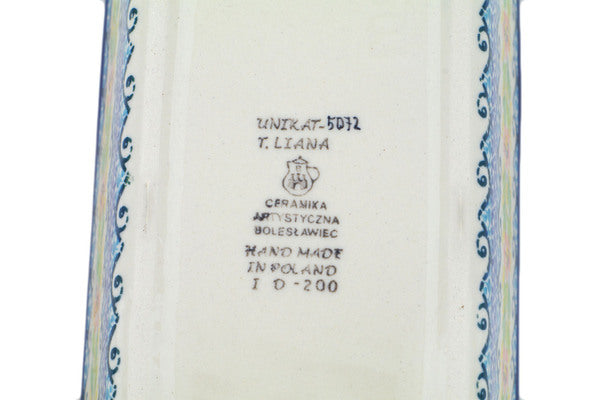 UNIKAT-5072
T. LIANA
CERAMIKA
ARTYSTYCZNA
BOLESŁAWIEC
HAND MADE
IN POLAND
I D-200